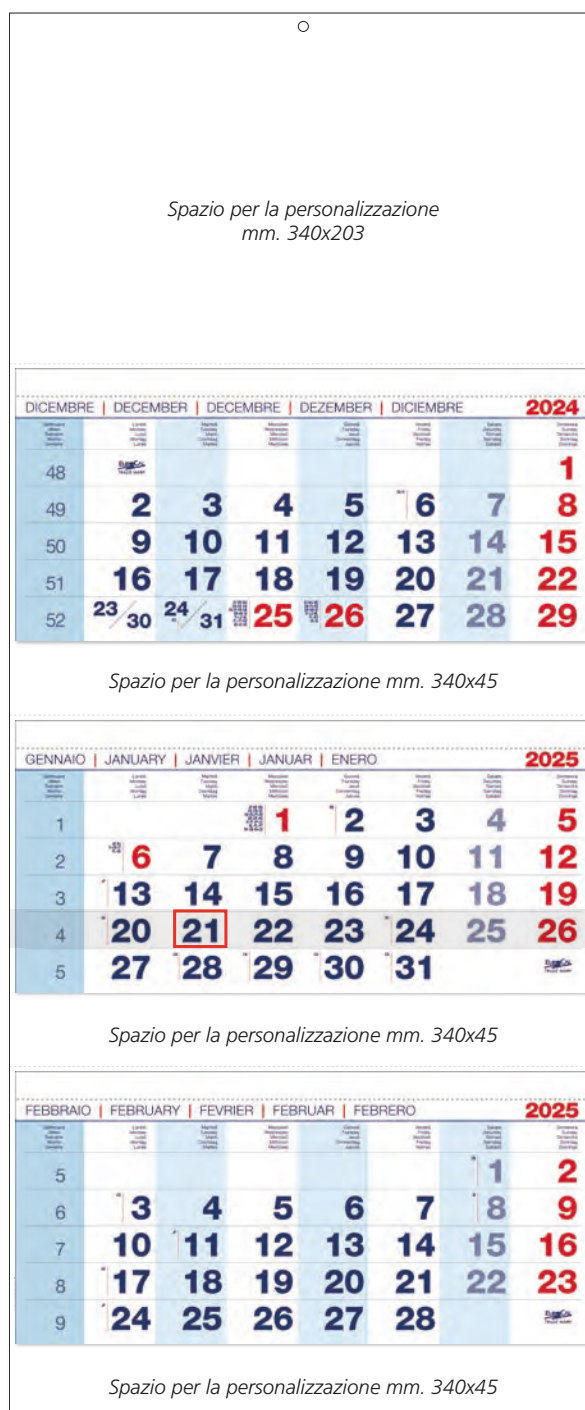 Spazio per la personalizzazione
mm. 340x203
DICEMBRE | DECEMBER | DECEMBRE | DEZEMBER | DICIEMBRE 2024
48 1
49 2 3 4 5 6 7 8
50 9 10 11 12 13 14 15
51 16 17 18 19 20 21 22
52 23/30 24/31 25 26 27 28 29
Spazio per la personalizzazione mm. 340x45
GENNAIO | JANUARY | JANVIER | JANUAR | ENERO 2025
1 1 2 3 4 5
2 6 7 8 9 10 11 12
3 13 14 15 16 17 18 19
4 20 21 22 23 24 25 26
5 27 28 29 30 31
Spazio per la personalizzazione mm. 340x45
FEBBRAIO | FEBRUARY | FEVRIER | FEBRUAR | FEBRERO 2025
5 1 2
6 3 4 5 6 7 8 9
7 10 11 12 13 14 15 16
8 17 18 19 20 21 22 23
9 24 25 26 27 28
Spazio per la personalizzazione mm. 340x45